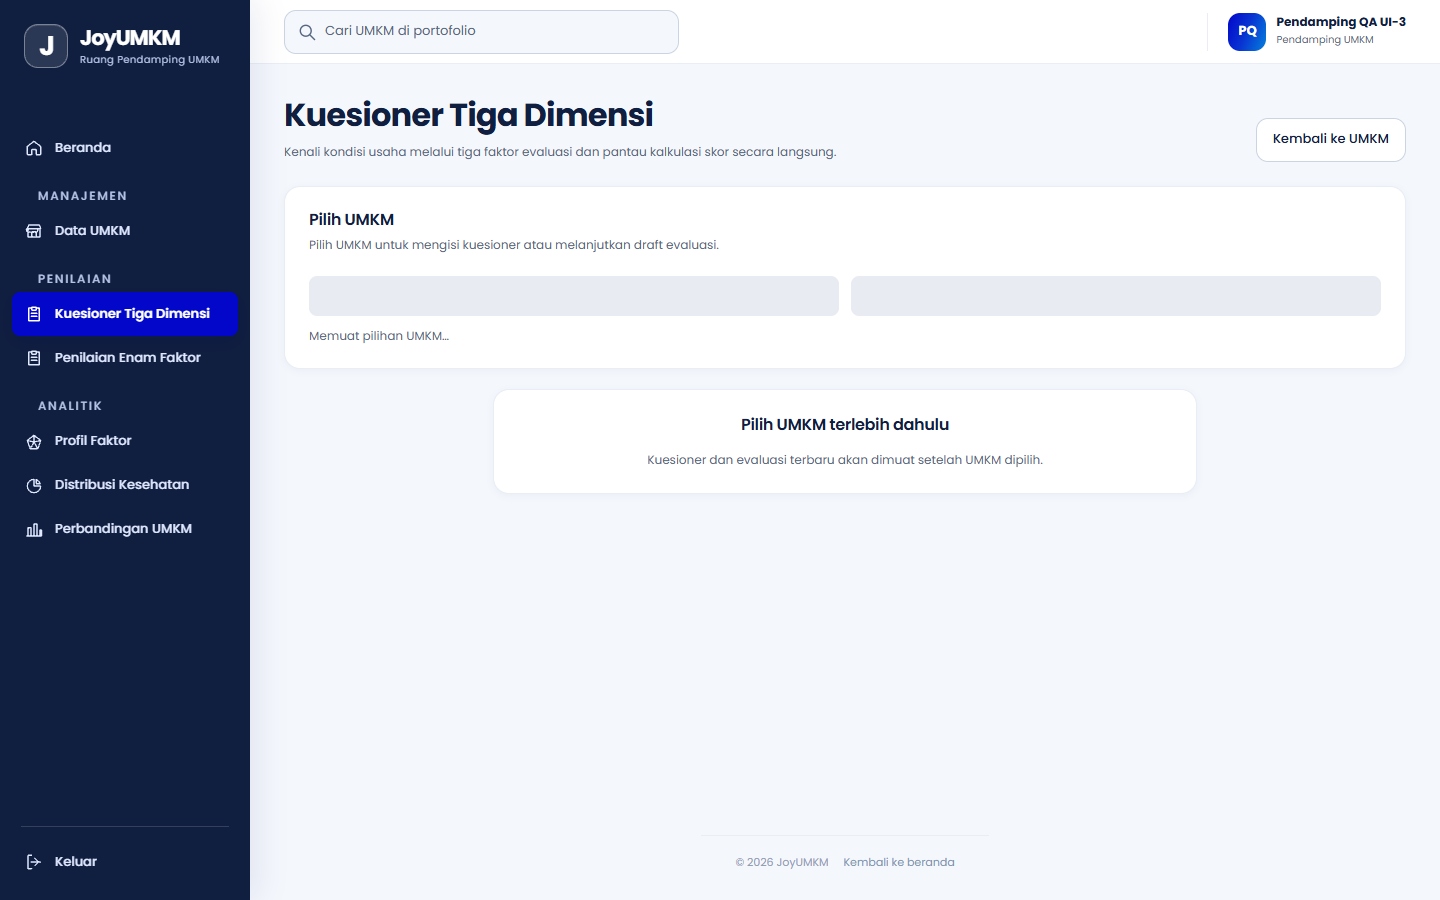 J
JoyUMKM
Ruang Pendamping UMKM
Beranda
MANAJEMEN
Data UMKM
PENILAIAN
Kuesioner Tiga Dimensi
Penilaian Enam Faktor
ANALITIK
Profil Faktor
Distribusi Kesehatan
Perbandingan UMKM
Keluar
Cari UMKM di portofolio
PQ
Pendamping QA UI-3
Pendamping UMKM
Kuesioner Tiga Dimensi
Kenali kondisi usaha melalui tiga faktor evaluasi dan pantau kalkulasi skor secara langsung.
Kembali ke UMKM
Pilih UMKM
Pilih UMKM untuk mengisi kuesioner atau melanjutkan draft evaluasi.
Memuat pilihan UMKM...
Pilih UMKM terlebih dahulu
Kuesioner dan evaluasi terbaru akan dimuat setelah UMKM dipilih.
© 2026 JoyUMKM Kembali ke beranda